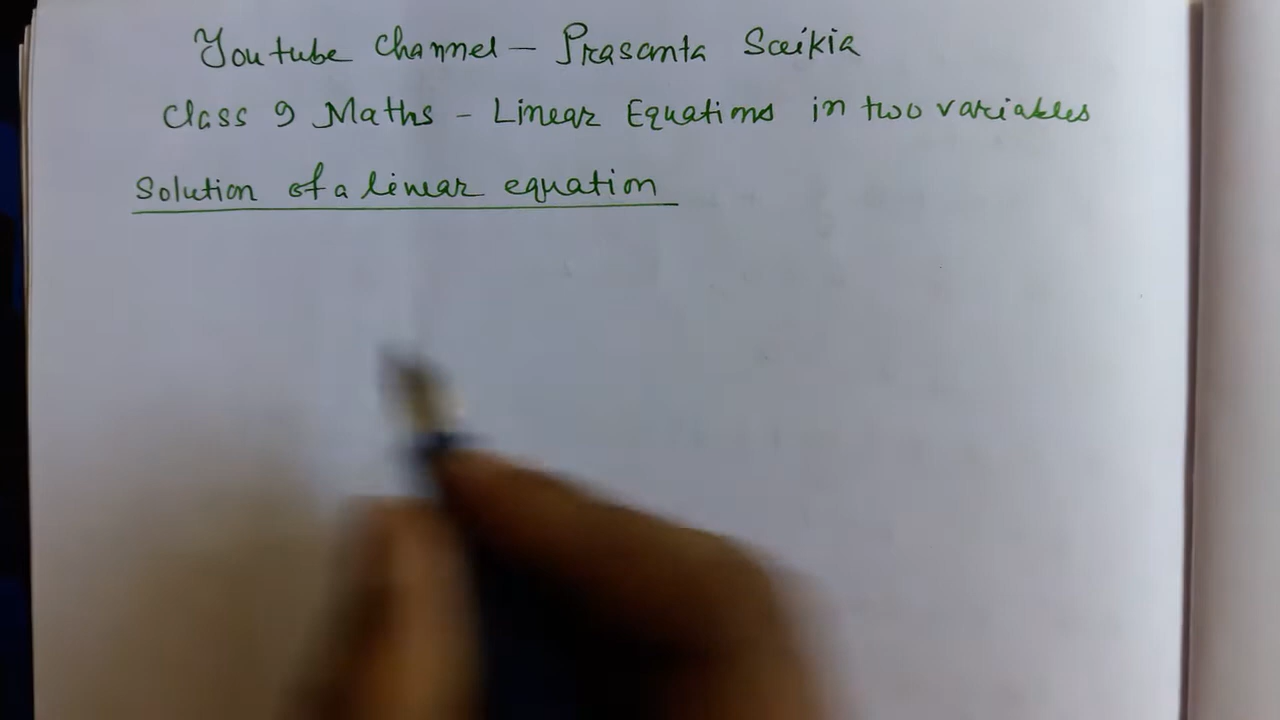 Youtube Channel - Prasanta Saikia
Class 9 Maths - Linear Equations in two variables
Solution of a linear equation